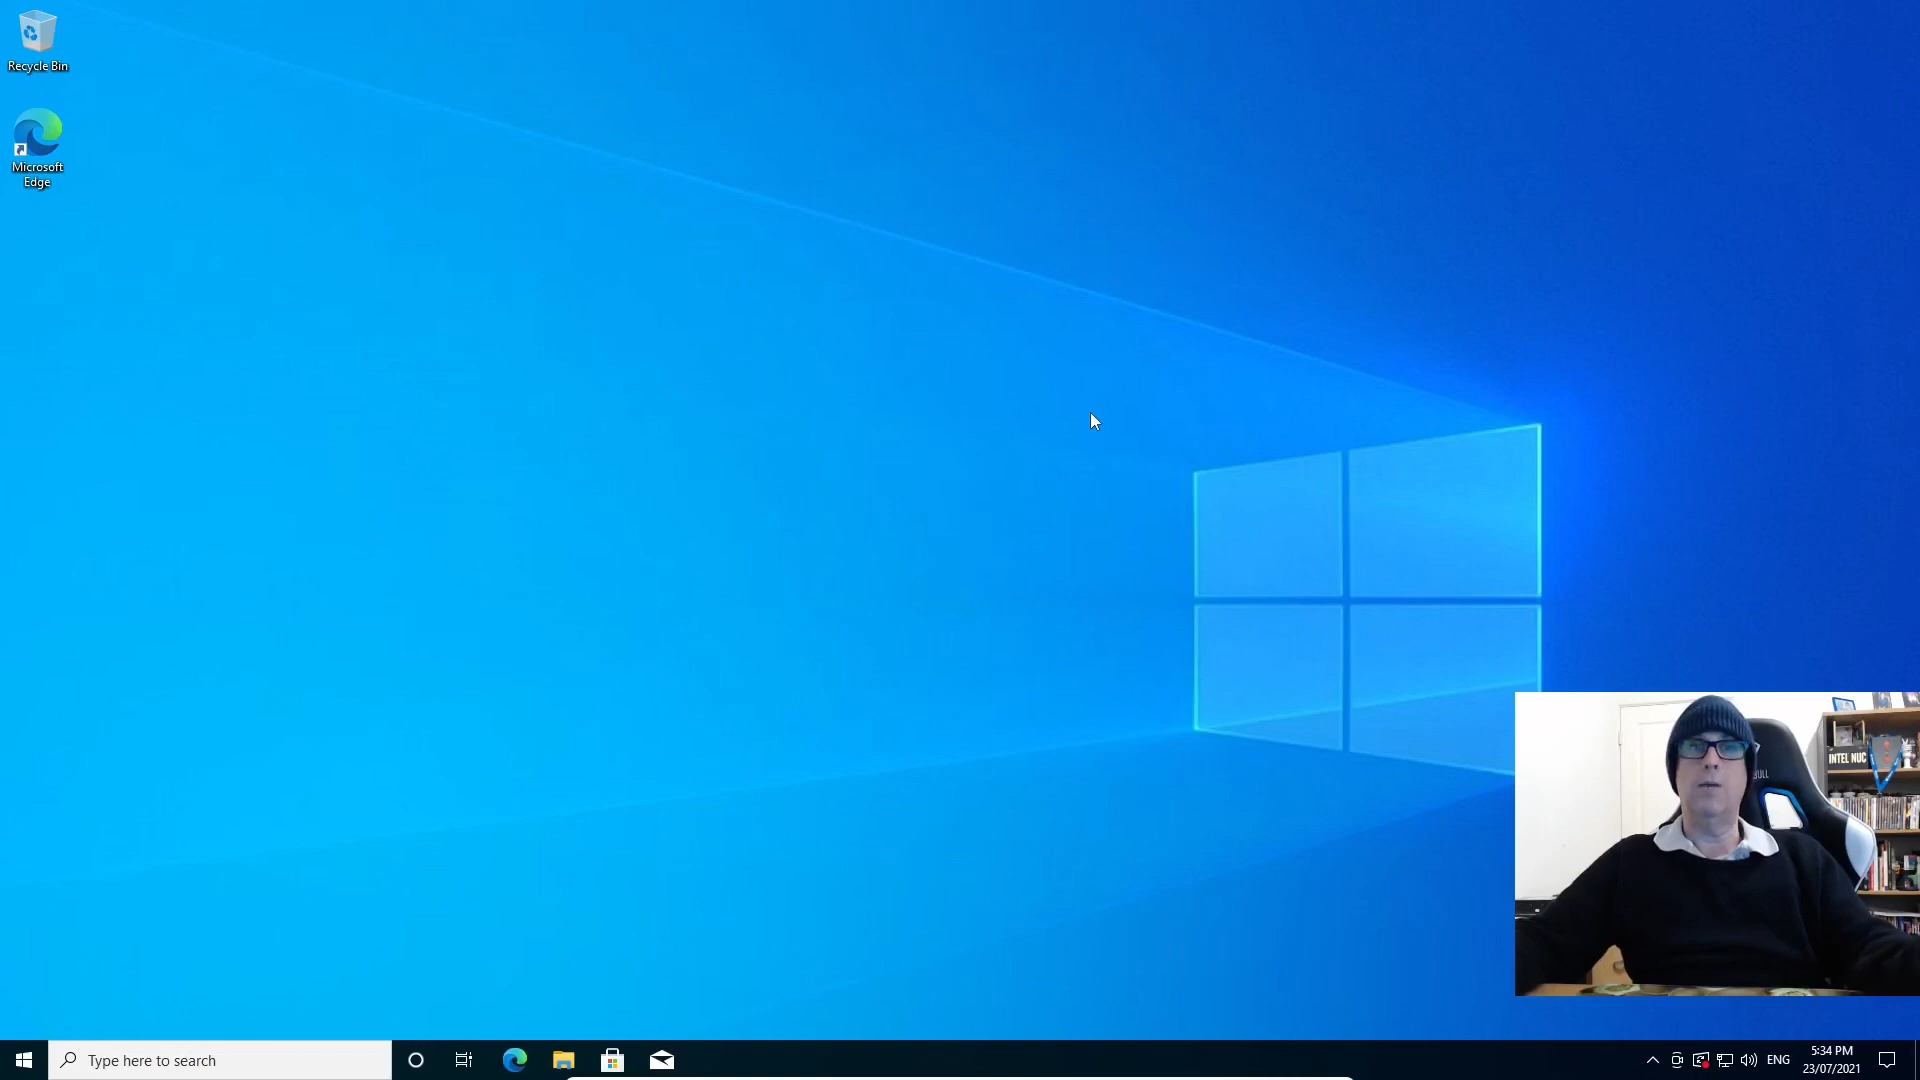 Recycle Bin
Microsoft
Edge
INTEL NUC
Type here to search
ENG
5:34 PM
23/07/2021